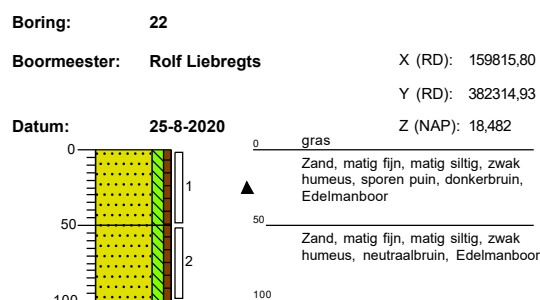 Boring: 22
Boormeester: Rolf Liebregts
X (RD): 159815,80
Y (RD): 382314,93
Datum: 25-8-2020
Z (NAP): 18,482
0
0
gras
Zand, matig fijn, matig siltig, zwak
humeus, sporen puin, donkerbruin,
Edelmanboor
1
50
50
Zand, matig fijn, matig siltig, zwak
humeus, neutraalbruin, Edelmanboor
2
100
100